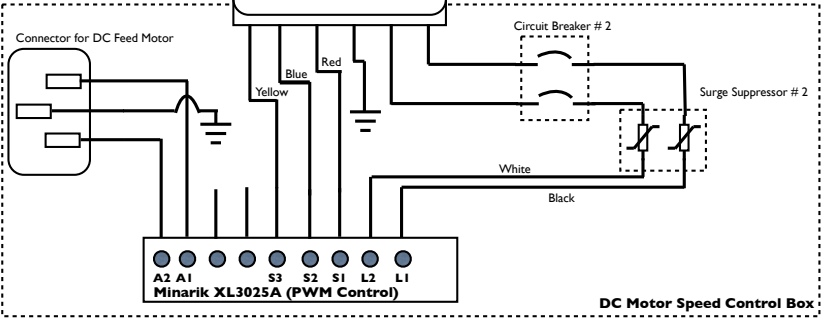 Circuit Breaker # 2
Connector for DC Feed Motor
Red
Blue
Yellow
Surge Suppressor # 2
White
Black
A2 A1 S3 S2 S1 L2 L1
Minarik XL3025A (PWM Control)
DC Motor Speed Control Box